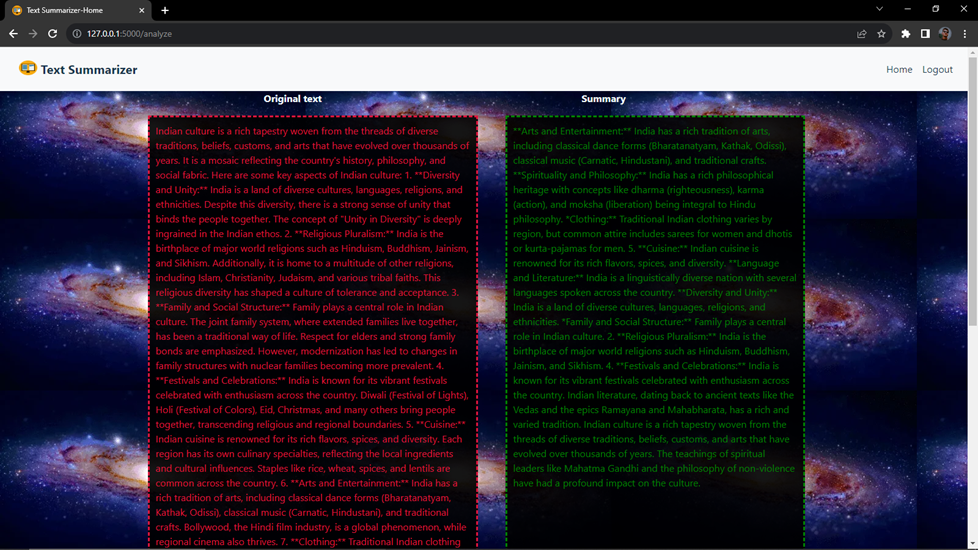 Text Summarizer-Home
127.0.0.1:5000/analyze
Text Summarizer
Home
Logout
Original text
Indian culture is a rich tapestry woven from the threads of diverse
traditions, beliefs, customs, and arts that have evolved over thousands of
years. It is a mosaic reflecting the country's history, philosophy, and
social fabric. Here are some key aspects of Indian culture: 1. **Diversity
and Unity:** India is a land of diverse cultures, languages, religions, and
ethnicities. Despite this diversity, there is a strong sense of unity that
binds the people together. The concept of "Unity in Diversity" is deeply
ingrained in the Indian ethos. 2. **Religious Pluralism:** India is the
birthplace of major world religions such as Hinduism, Buddhism, Jainism,
and Sikhism. Additionally, it is home to a multitude of other religions,
including Islam, Christianity, Judaism, and various tribal faiths. This
religious diversity has shaped a culture of tolerance and acceptance. 3.
**Family and Social Structure:** Family plays a central role in Indian
culture. The joint family system, where extended families live together,
has been a traditional way of life. Respect for elders and strong family
bonds are emphasized. However, modernization has led to changes in
family structures with nuclear families becoming more prevalent. 4.
**Festivals and Celebrations:** India is known for its vibrant festivals
celebrated with enthusiasm across the country. Diwali (Festival of Lights),
Holi (Festival of Colors), Eid, Christmas, and many others bring people
together, transcending religious and regional boundaries. 5. **Cuisine:**
Indian cuisine is renowned for its rich flavors, spices, and diversity. Each
region has its own culinary specialties, reflecting the local ingredients
and cultural influences. Staples like rice, wheat, spices, and lentils are
common across the country. 6. **Arts and Entertainment:** India has a
rich tradition of arts, including classical dance forms (Bharatanatyam,
Kathak, Odissi), classical music (Carnatic, Hindustani), and traditional
crafts. Bollywood, the Hindi film industry, is a global phenomenon, while
regional cinema also thrives. 7. **Clothing:** Traditional Indian clothing
Summary
**Arts and Entertainment:** India has a rich tradition of arts,
including classical dance forms (Bharatanatyam, Kathak, Odissi),
classical music (Carnatic, Hindustani), and traditional crafts.
**Spirituality and Philosophy:** India has a rich philosophical
heritage with concepts like dharma (righteousness), karma
(action), and moksha (liberation) being integral to Hindu
philosophy. *Clothing:** Traditional Indian clothing varies by
region, but common attire includes sarees for women and dhotis
or kurta-pajamas for men. 5. **Cuisine:** Indian cuisine is
renowned for its rich flavors, spices, and diversity. **Language
and Literature:** India is a linguistically diverse nation with several
languages spoken across the country. **Diversity and Unity:**
India is a land of diverse cultures, languages, religions, and
ethnicities. *Family and Social Structure:** Family plays a central
role in Indian culture. 2. **Religious Pluralism:** India is the
birthplace of major world religions such as Hinduism, Buddhism,
Jainism, and Sikhism. 4. **Festivals and Celebrations:** India is
known for its vibrant festivals celebrated with enthusiasm across
the country. Indian literature, dating back to ancient texts like the
Vedas and the epics Ramayana and Mahabharata, has a rich and
varied tradition. Indian culture is a rich tapestry woven from the
threads of diverse traditions, beliefs, customs, and arts that have
evolved over thousands of years. The teachings of spiritual
leaders like Mahatma Gandhi and the philosophy of non-violence
have had a profound impact on the culture.